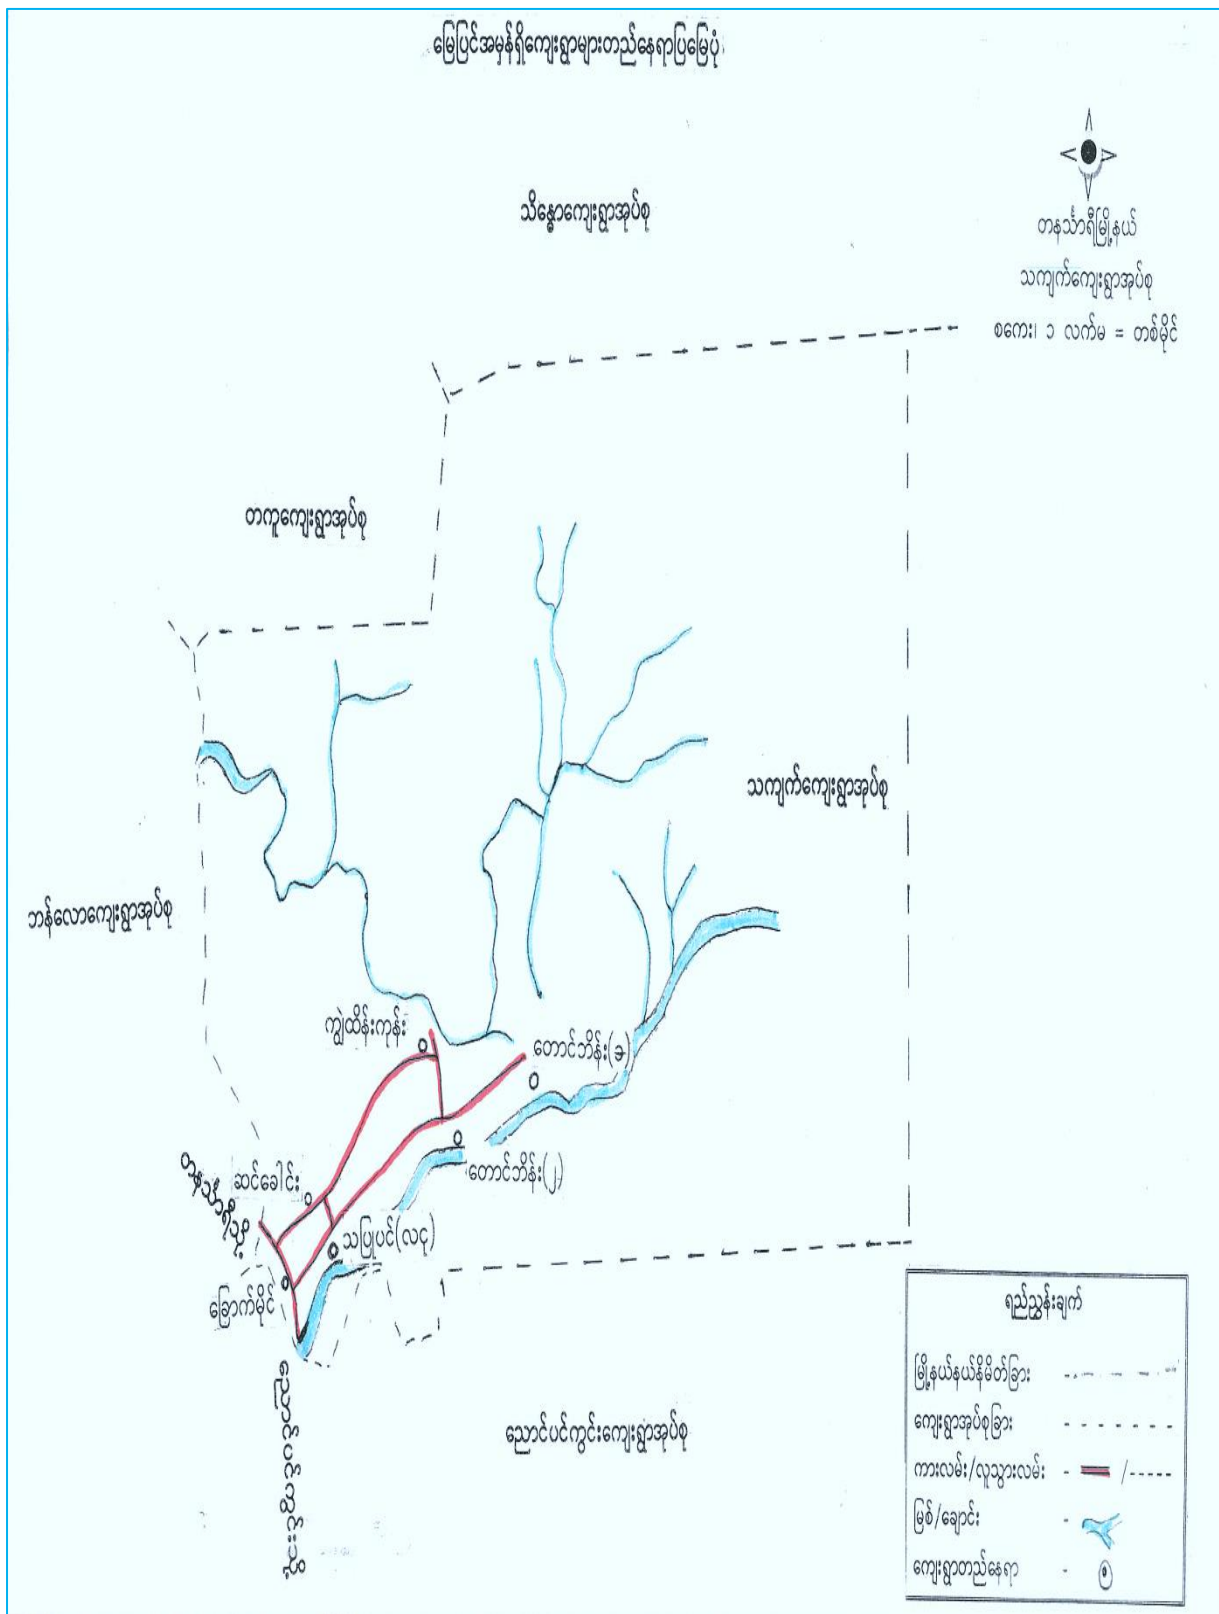 မြေပြင်အမှန်ရှိကျေးရွာများတည်နေရာပြမြေပုံ
သိန္ဓောကျေးရွာအုပ်စု
တနင်္သာရီမြို့နယ်
သကျက်ကျေးရွာအုပ်စု
စကေး၊ ၁ လက်မ = တစ်မိုင်
တကူကျေးရွာအုပ်စု
သကျက်ကျေးရွာအုပ်စု
ဘန်လောကျေးရွာအုပ်စု
ကျွဲထိန်းကုန်း
တောင်ဘိန်း(ခ)
ဆင်ခေါင်း
တောင်ဘိန်း(၂)
သပြုပင်(လငု)
ခြောက်မိုင်
ညောင်ပင်ကွင်းကျေးရွာအုပ်စု
ရည်ညွှန်းချက်
မြို့နယ်နယ်နိမိတ်ခြား
ကျေးရွာအုပ်စုခြား
ကားလမ်း/လူသွားလမ်း
မြစ်/ချောင်း
ကျေးရွာတည်နေရာ